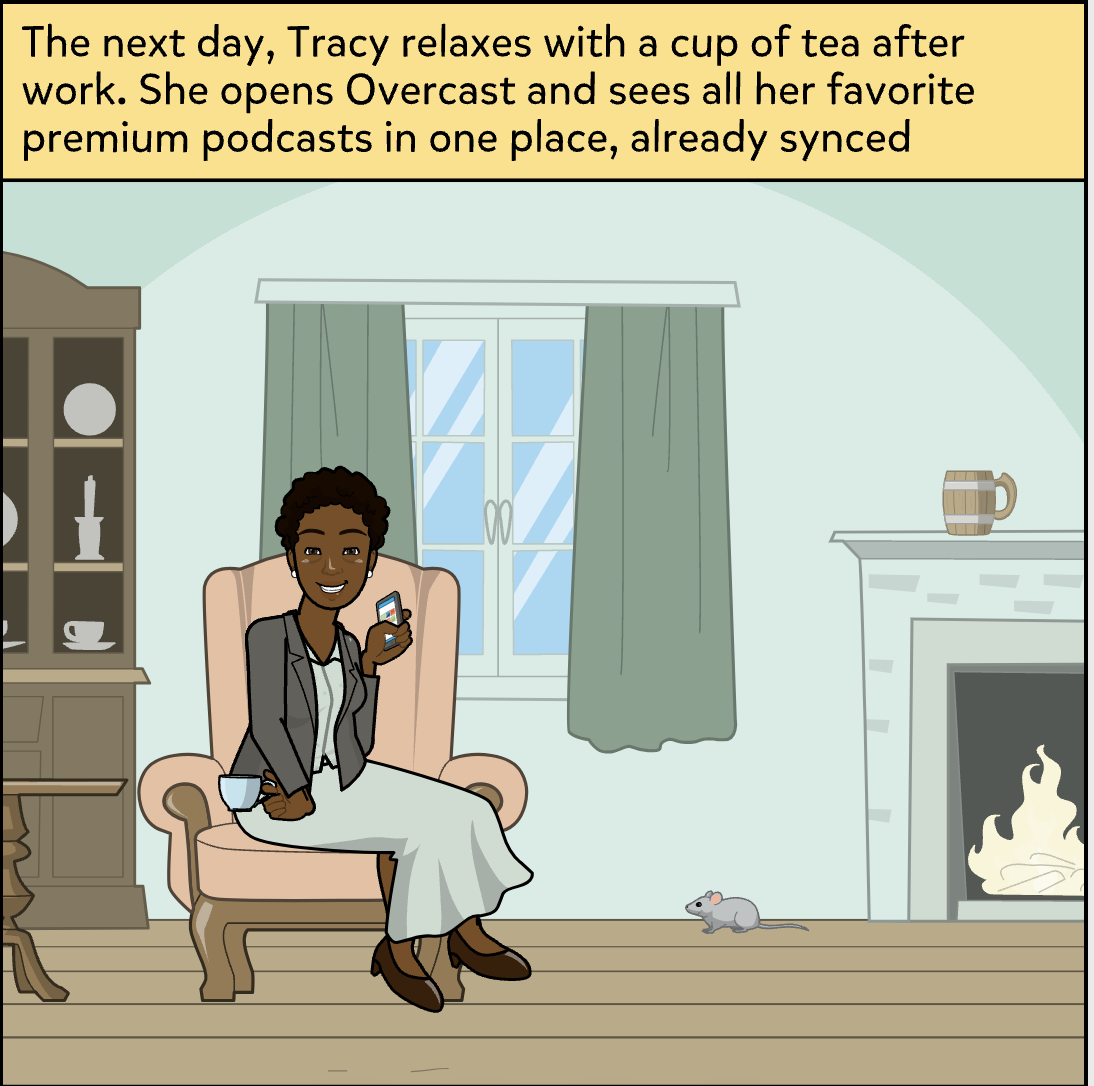 The next day, Tracy relaxes with a cup of tea after
work. She opens Overcast and sees all her favorite
premium podcasts in one place, already synced